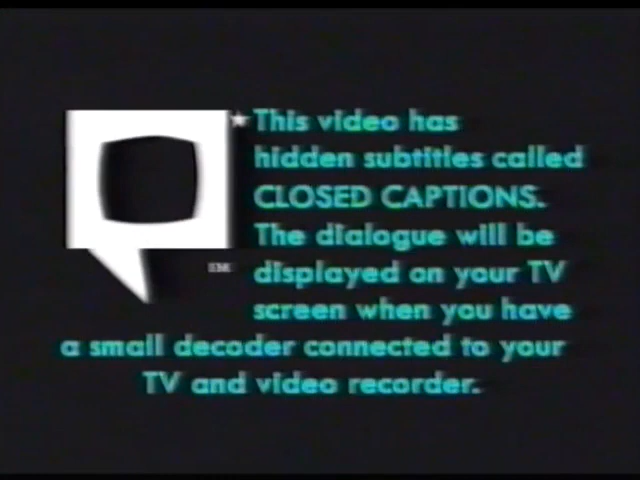 *This video has
hidden subtitles called
CLOSED CAPTIONS.
The dialogue will be
™ displayed on your TV
screen when you have
a small decoder connected to your
TV and video recorder.